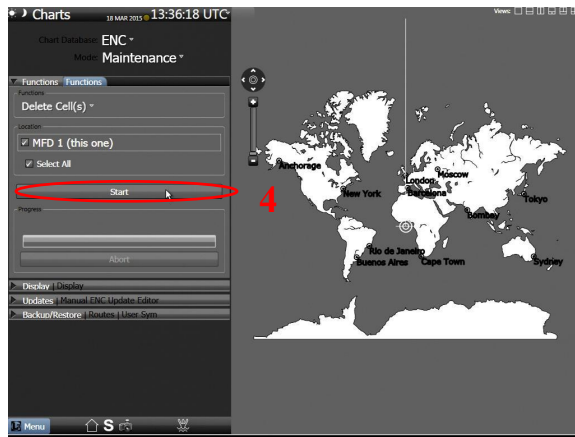 Charts 18 MAR 2015 13:36:18 UTC
Views:
Chart Database: ENC
Mode: Maintenance
Functions Functions
Functions
Delete Cell(s)
Location
MFD 1 (this one)
Select All
Start
4
Progress
Abort
Display | Display
Updates | Manual ENC Update Editor
Backup/Restore | Routes | User Sym
Menu S
Anchorage
Moscow
London
New York
Barcelona
Tokyo
Bombay
Rio de Janeiro
Buenos Aires
Cape Town
Sydney